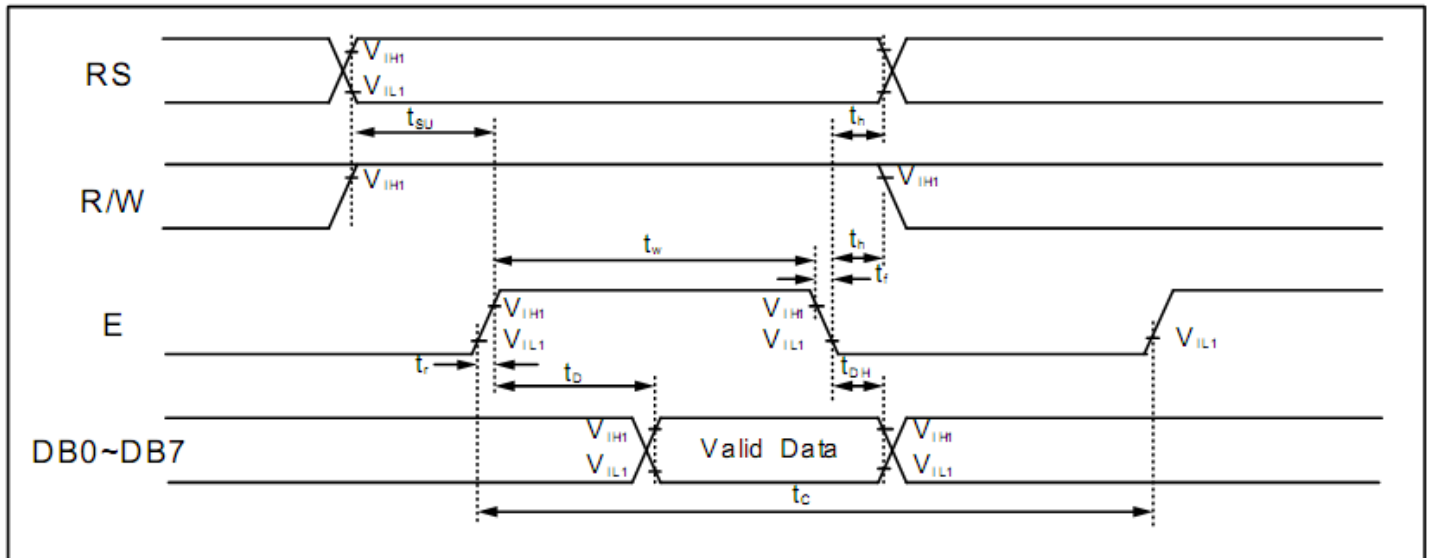 RS VIH1
VIL1
tSU th
R/W VIH1 VIH1
tw th
tf
E VIH1 VIH1
VIL1 VIL1 VIL1
tr tD tDH
DB0~DB7 VIH1 Valid Data VIH1
VIL1 VIL1
tC